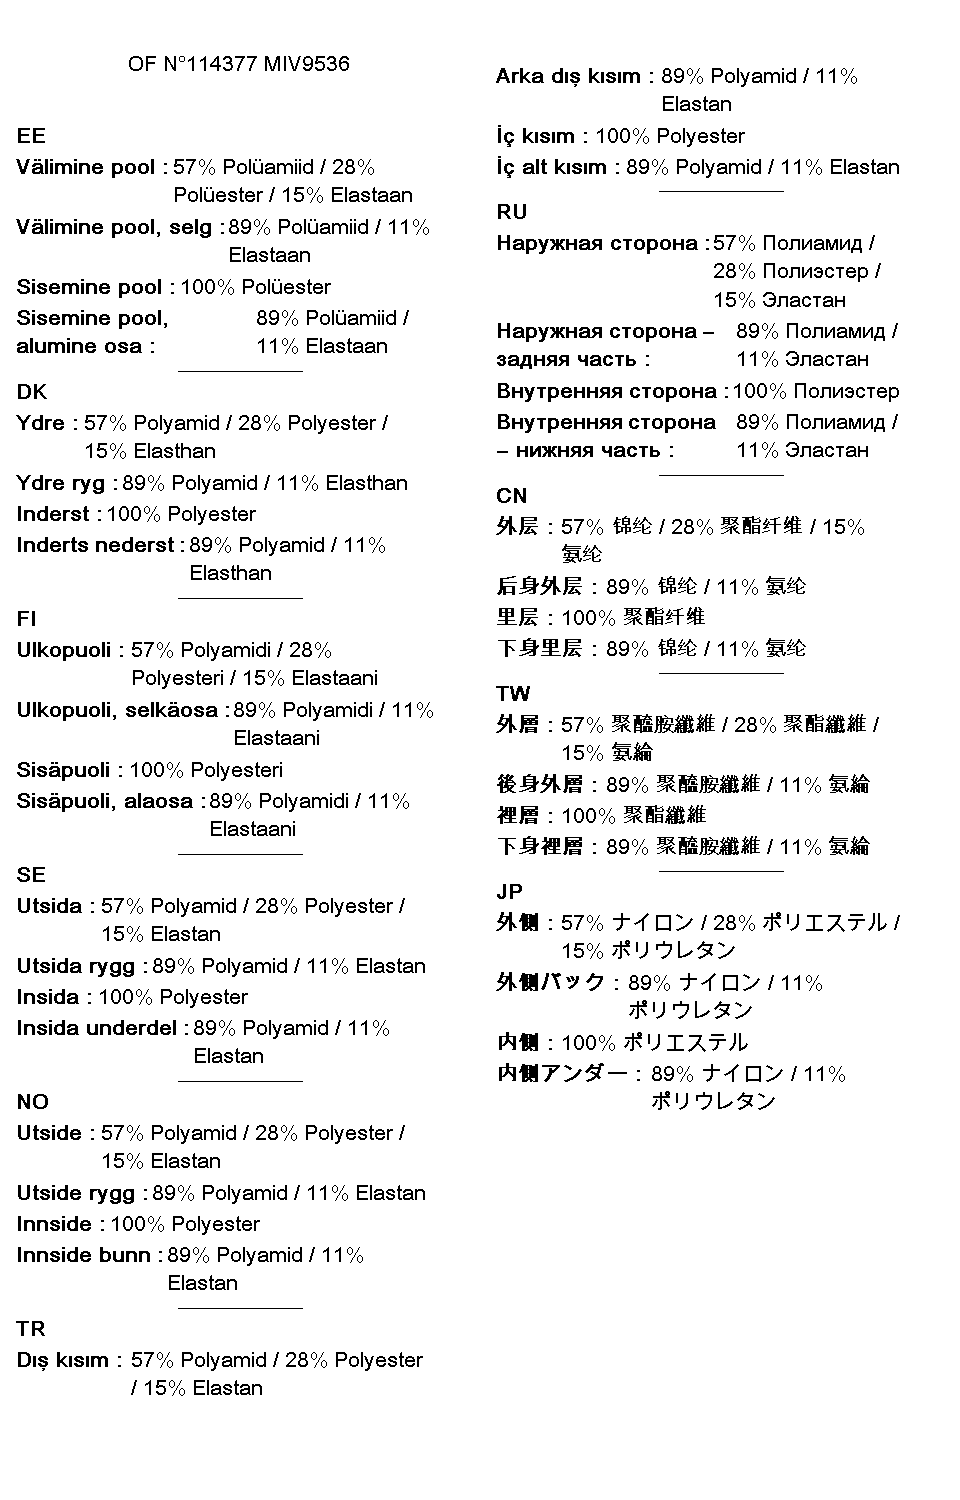 OF N°114377 MIV9536
EE
Välimine pool : 57% Polüamiid / 28%
Polüester / 15% Elastaan
Välimine pool, selg : 89% Polüamiid / 11%
Elastaan
Sisemine pool : 100% Polüester
Sisemine pool, 89% Polüamiid /
alumine osa : 11% Elastaan
DK
Ydre : 57% Polyamid / 28% Polyester /
15% Elasthan
Ydre ryg : 89% Polyamid / 11% Elasthan
Inderst : 100% Polyester
Inderts nederst : 89% Polyamid / 11%
Elasthan
FI
Ulkopuoli : 57% Polyamidi / 28%
Polyesteri / 15% Elastaani
Ulkopuoli, selkäosa : 89% Polyamidi / 11%
Elastaani
Sisäpuoli : 100% Polyesteri
Sisäpuoli, alaosa : 89% Polyamidi / 11%
Elastaani
SE
Utsida : 57% Polyamid / 28% Polyester /
15% Elastan
Utsida rygg : 89% Polyamid / 11% Elastan
Insida : 100% Polyester
Insida underdel : 89% Polyamid / 11%
Elastan
NO
Utside : 57% Polyamid / 28% Polyester /
15% Elastan
Utside rygg : 89% Polyamid / 11% Elastan
Innside : 100% Polyester
Innside bunn : 89% Polyamid / 11%
Elastan
TR
Dış kısım : 57% Polyamid / 28% Polyester
/ 15% Elastan
Arka dış kısım : 89% Polyamid / 11%
Elastan
İç kısım : 100% Polyester
İç alt kısım : 89% Polyamid / 11% Elastan
RU
Наружная сторона : 57% Полиамид /
28% Полиэстер /
15% Эластан
Наружная сторона – 89% Полиамид /
задняя часть : 11% Эластан
Внутренняя сторона : 100% Полиэстер
Внутренняя сторона 89% Полиамид /
– нижняя часть : 11% Эластан
CN
外层 : 57% 锦纶 / 28% 聚酯纤维 / 15%
氨纶
后身外层 : 89% 锦纶 / 11% 氨纶
里层 : 100% 聚酯纤维
下身里层 : 89% 锦纶 / 11% 氨纶
TW
外層 : 57% 聚醯胺纖維 / 28% 聚酯纖維 /
15% 氨綸
後身外層 : 89% 聚醯胺纖維 / 11% 氨綸
裡層 : 100% 聚酯纖維
下身裡層 : 89% 聚醯胺纖維 / 11% 氨綸
JP
外側 : 57% ナイロン / 28% ポリエステル /
15% ポリウレタン
外側バック : 89% ナイロン / 11%
ポリウレタン
内側 : 100% ポリエステル
内側アンダー : 89% ナイロン / 11%
ポリウレタン